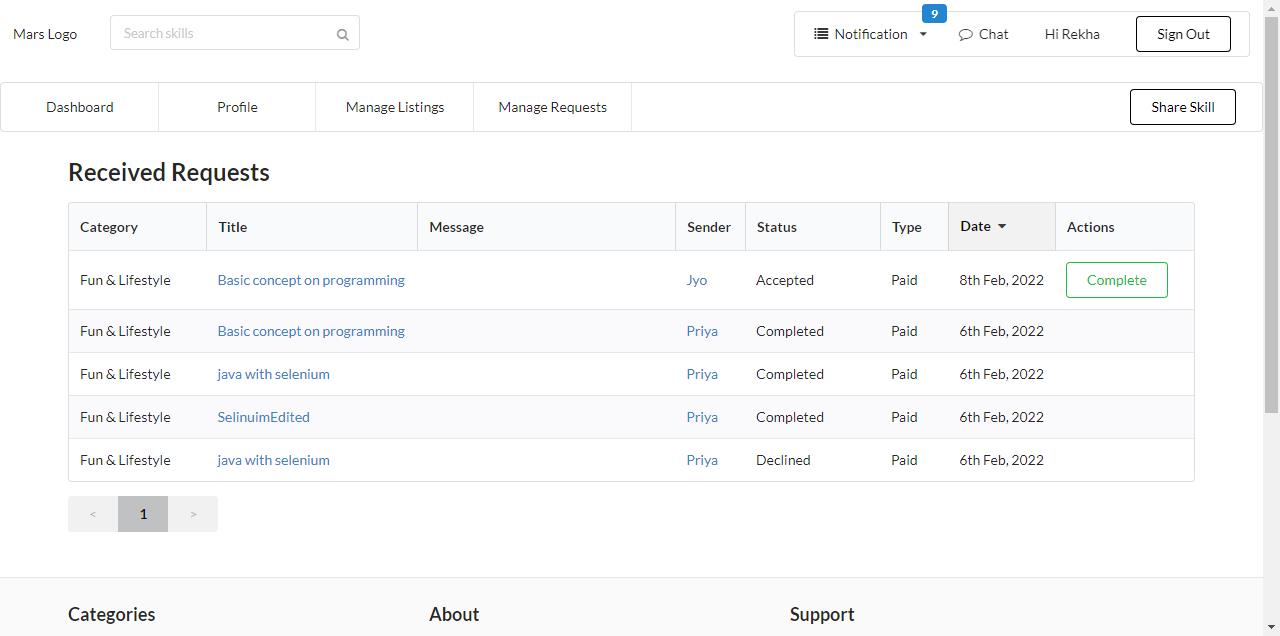 9
Mars Logo Search skills Notification Chat Hi Rekha Sign Out
Dashboard Profile Manage Listings Manage Requests Share Skill
Received Requests
Category Title Message Sender Status Type Date Actions
Fun & Lifestyle Basic concept on programming Jyo Accepted Paid 8th Feb, 2022 Complete
Fun & Lifestyle Basic concept on programming Priya Completed Paid 6th Feb, 2022
Fun & Lifestyle java with selenium Priya Completed Paid 6th Feb, 2022
Fun & Lifestyle SelinuimEdited Priya Completed Paid 6th Feb, 2022
Fun & Lifestyle java with selenium Priya Declined Paid 6th Feb, 2022
< 1 >
Categories About Support